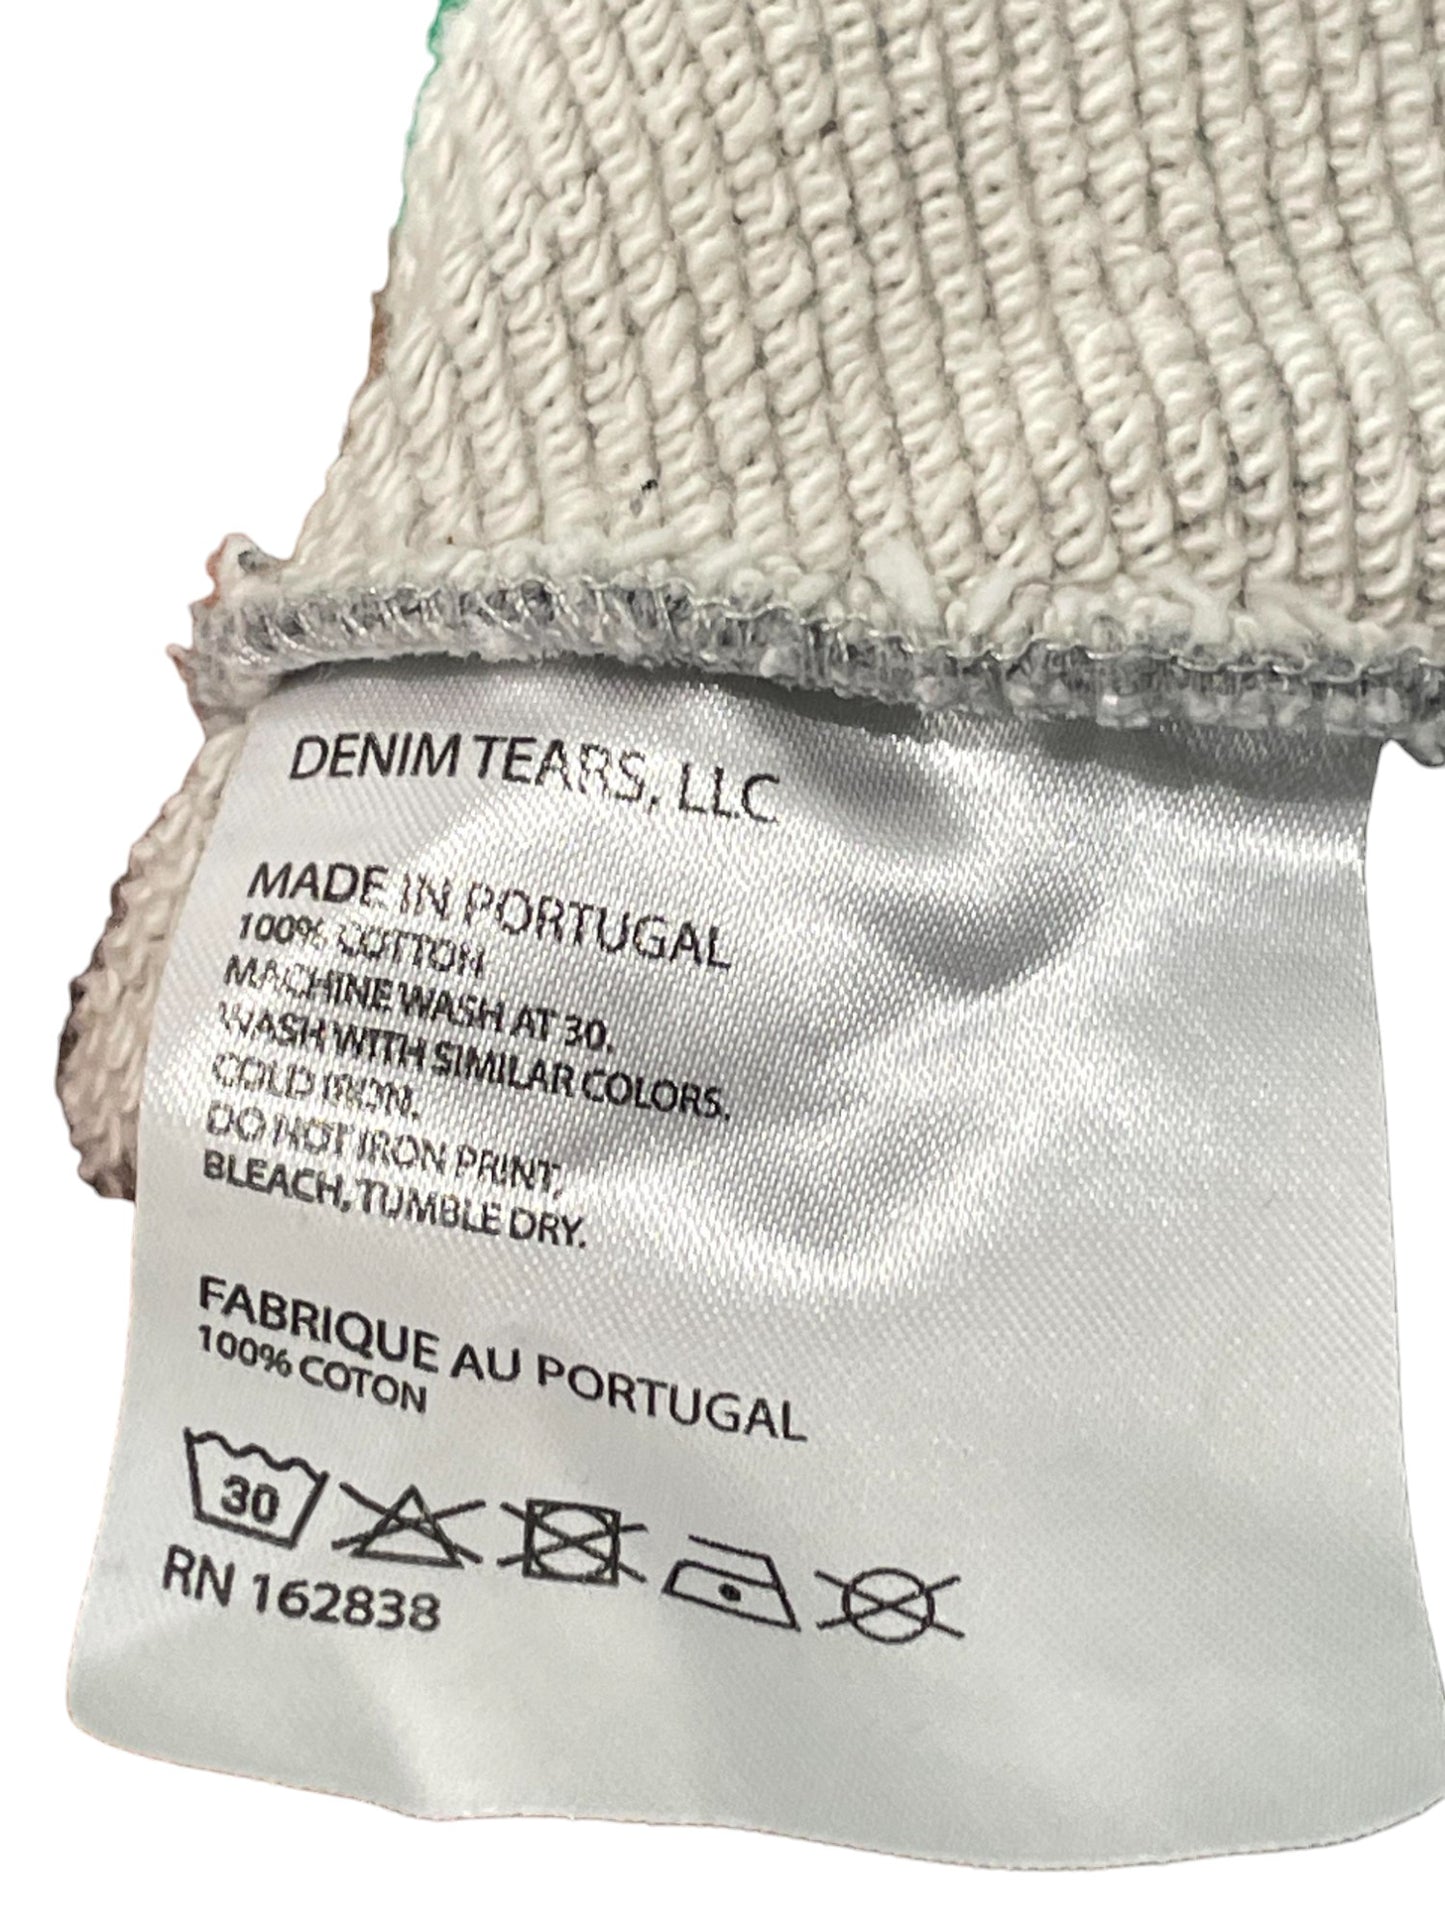 DENIM TEARS, LLC
MADE IN PORTUGAL
100% COTTON
MACHINE WASH AT 30.
WASH WITH SIMILAR COLORS.
COLD IRON.
DO NOT IRON PRINT,
BLEACH, TUMBLE DRY.
FABRIQUE AU PORTUGAL
100% COTON
30
RN 162838